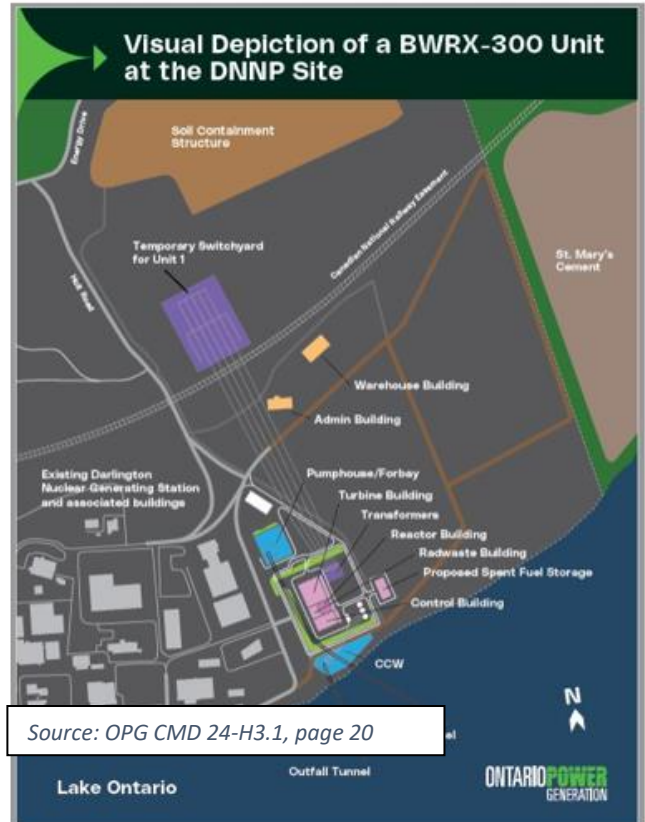 Visual Depiction of a BWRX-300 Unit
at the DNNP Site
Energy Drive
Soil Containment
Structure
Canadian National Railway Easement
Temporary Switchyard
for Unit 1
St. Mary's
Cement
Holt Road
Warehouse Building
Admin Building
Existing Darlington
Nuclear Generating Station
and associated buildings
Pumphouse/Forbay
Turbine Building
Transformers
Reactor Building
Radwaste Building
Proposed Spent Fuel Storage
Control Building
CCW
N
Source: OPG CMD 24-H3.1, page 20
el
Outfall Tunnel
Lake Ontario
ONTARIO POWER
GENERATION